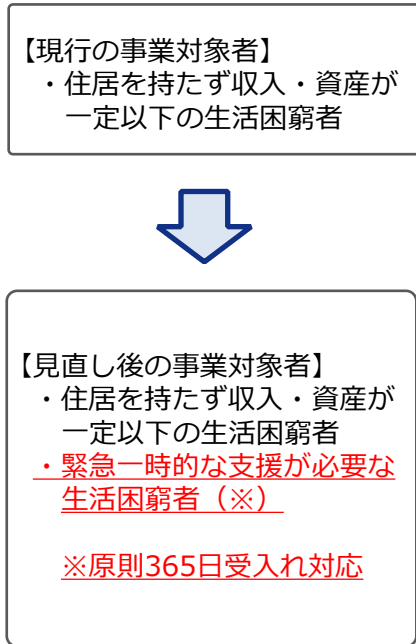 【現行の事業対象者】
・住居を持たず収入・資産が
一定以下の生活困窮者
【見直し後の事業対象者】
・住居を持たず収入・資産が
一定以下の生活困窮者
・緊急一時的な支援が必要な
生活困窮者（※）
※原則365日受入れ対応